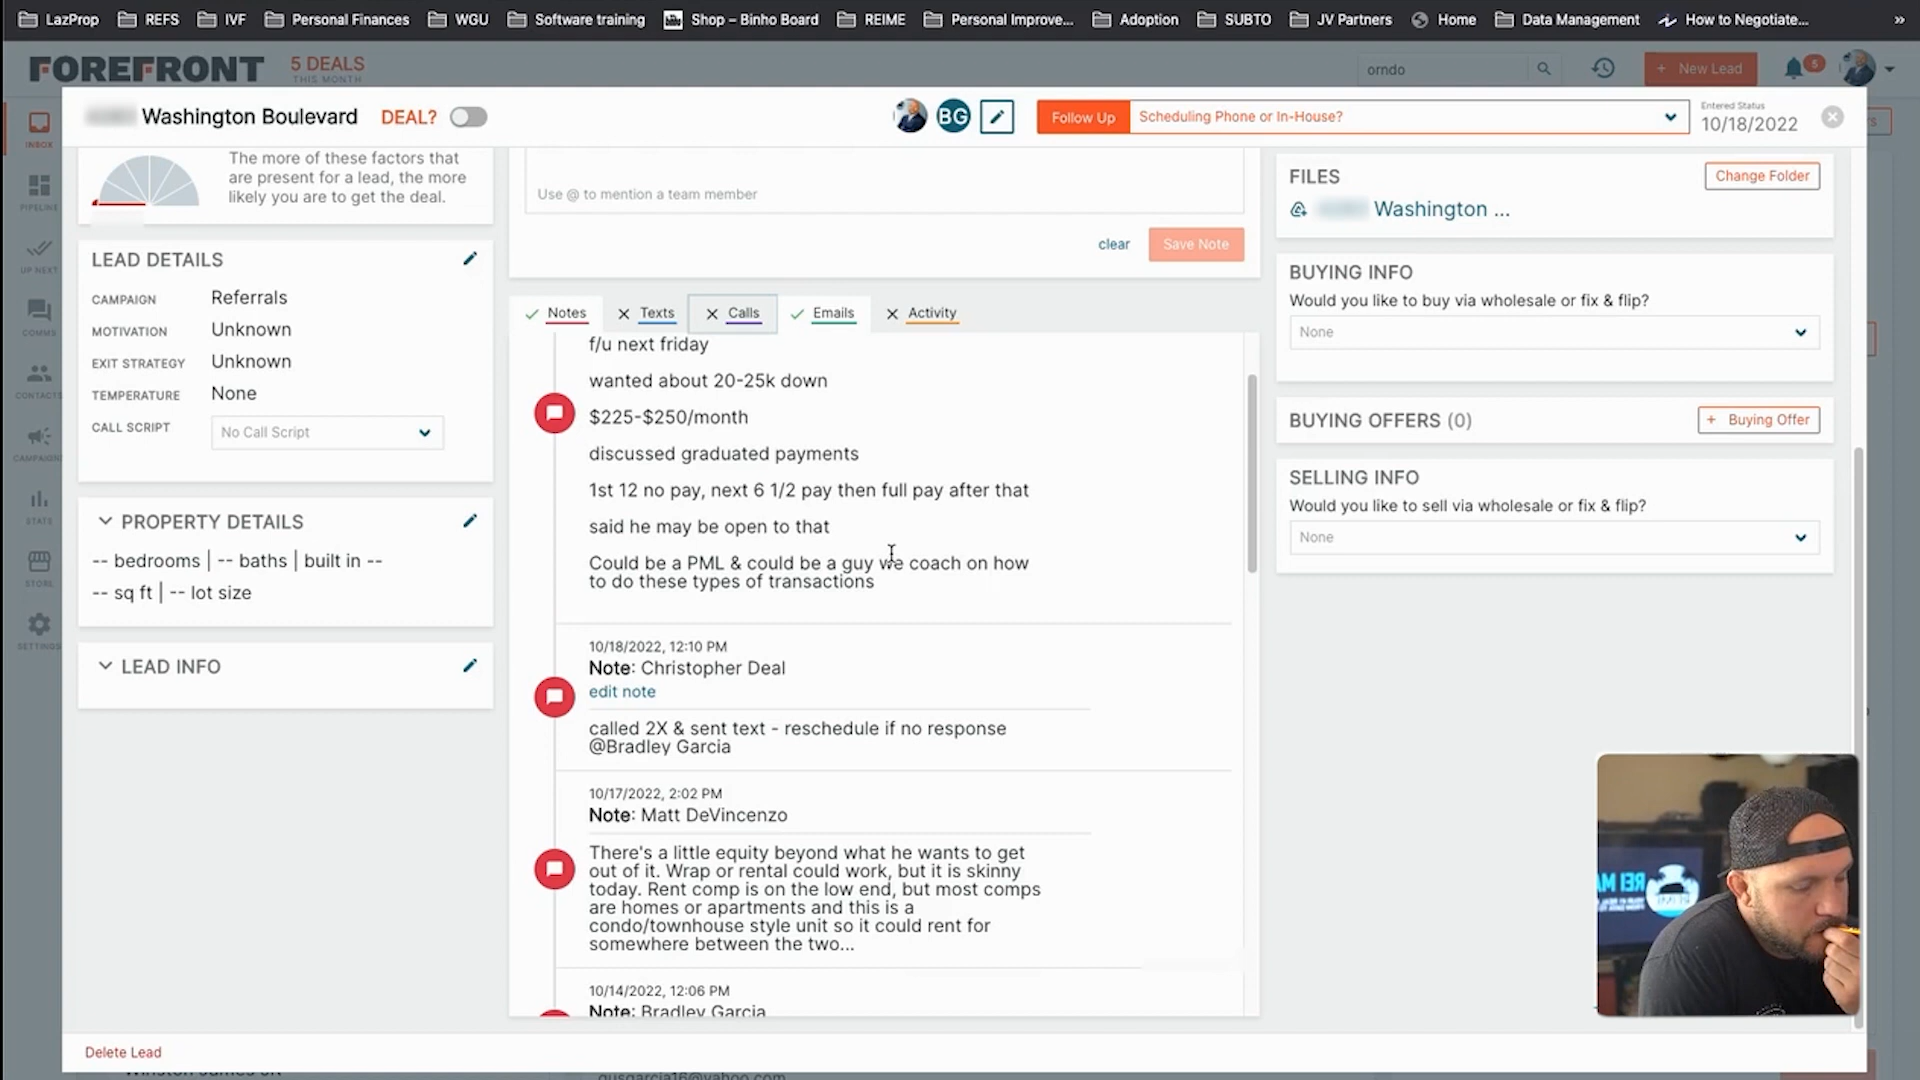 LazProp REFS IVF Personal Finances WGU Software training Shop – Binho Board REIME Personal Improve... Adoption SUBTO JV Partners Home Data Management How to Negotiate... »
FOREFRONT 5 DEALS THIS MONTH orndo + New Lead 5
Washington Boulevard DEAL? BG Follow Up Scheduling Phone or In-House? Entered Status 10/18/2022
INBOX
PIPELINE
UP NEXT
COMMS
CONTACTS
CAMPAIGN
STATS
STORE
SETTINGS
The more of these factors that
are present for a lead, the more
likely you are to get the deal.
LEAD DETAILS
CAMPAIGN Referrals
MOTIVATION Unknown
EXIT STRATEGY Unknown
TEMPERATURE None
CALL SCRIPT No Call Script
PROPERTY DETAILS
-- bedrooms | -- baths | built in --
-- sq ft | -- lot size
LEAD INFO
Use @ to mention a team member
clear Save Note
Notes Texts Calls Emails Activity
f/u next friday
wanted about 20-25k down
$225-$250/month
discussed graduated payments
1st 12 no pay, next 6 1/2 pay then full pay after that
said he may be open to that
Could be a PML & could be a guy we coach on how
to do these types of transactions
10/18/2022, 12:10 PM
Note: Christopher Deal
edit note
called 2X & sent text - reschedule if no response
@Bradley Garcia
10/17/2022, 2:02 PM
Note: Matt DeVincenzo
There's a little equity beyond what he wants to get
out of it. Wrap or rental could work, but it is skinny
today. Rent comp is on the low end, but most comps
are homes or apartments and this is a
condo/townhouse style unit so it could rent for
somewhere between the two...
10/14/2022, 12:06 PM
Note: Bradley Garcia
FILES Change Folder
Washington ...
BUYING INFO
Would you like to buy via wholesale or fix & flip?
None
BUYING OFFERS (0) + Buying Offer
SELLING INFO
Would you like to sell via wholesale or fix & flip?
None
Delete Lead
gusgarcia16@yahoo.com